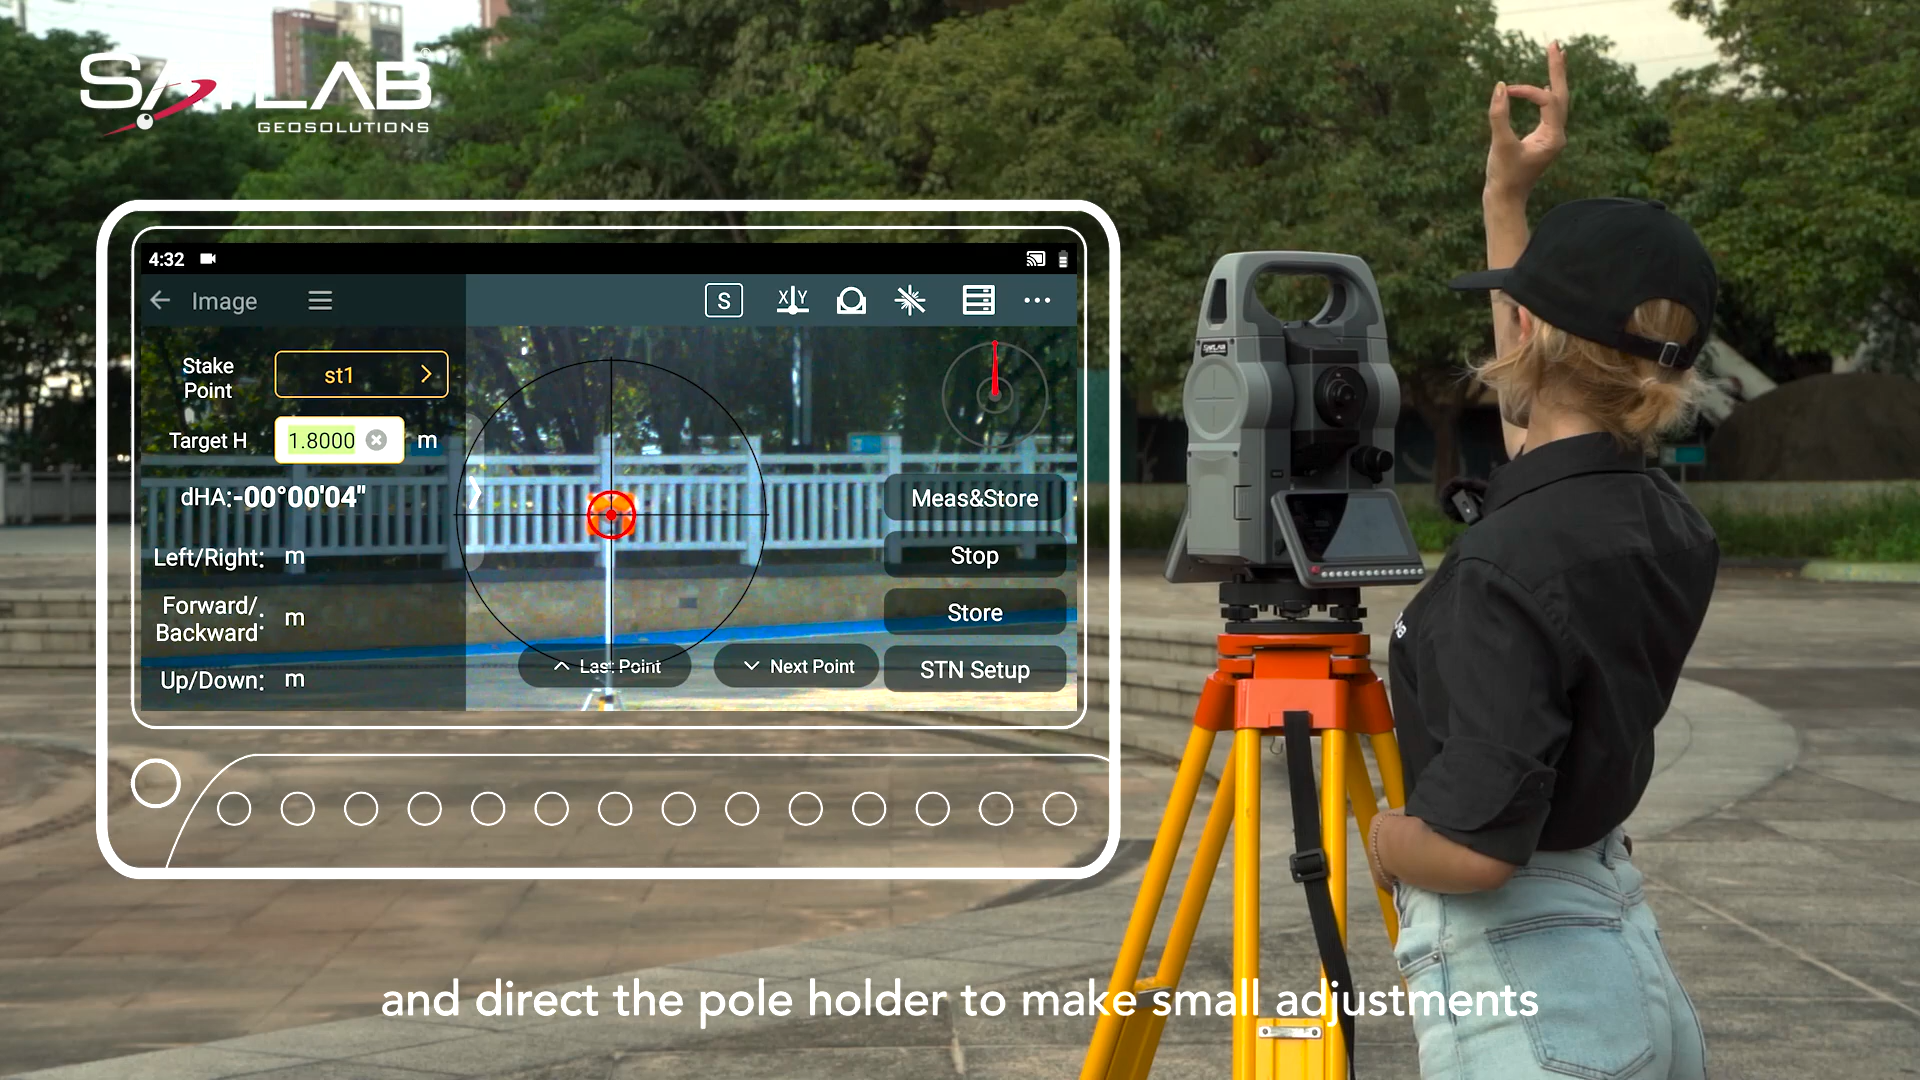 SATLAB
GEOSOLUTIONS
4:32
Image
S
X Y
Stake
Point
st1
Target H
1.8000
m
dHA:-00°00'04"
Left/Right: m
Forward/
Backward: m
Up/Down: m
Meas&Store
Stop
Store
STN Setup
Last Point
Next Point
SATLAB
and direct the pole holder to make small adjustments